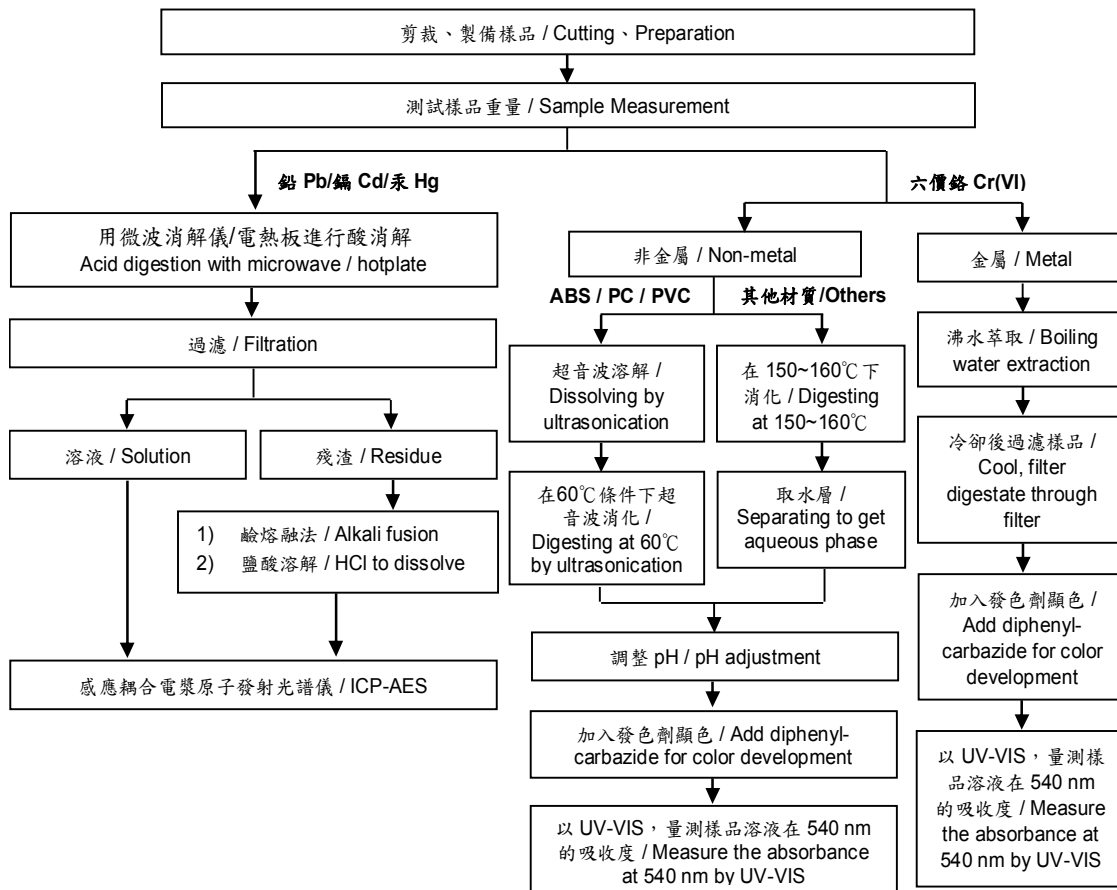 剪裁、製備樣品 / Cutting、Preparation
測試樣品重量 / Sample Measurement
鉛 Pb/鎘 Cd/汞 Hg
六價鉻 Cr(VI)
用微波消解儀/電熱板進行酸消解
Acid digestion with microwave / hotplate
過濾 / Filtration
溶液 / Solution
殘渣 / Residue
1) 鹼熔融法 / Alkali fusion
2) 鹽酸溶解 / HCl to dissolve
感應耦合電漿原子發射光譜儀 / ICP-AES
非金屬 / Non-metal
ABS / PC / PVC
其他材質/Others
超音波溶解 /
Dissolving by
ultrasonication
在60℃條件下超
音波消化 /
Digesting at 60℃
by ultrasonication
在 150~160℃下
消化 / Digesting
at 150~160℃
取水層 /
Separating to get
aqueous phase
調整 pH / pH adjustment
加入發色劑顯色 / Add diphenyl-
carbazide for color development
以 UV-VIS，量測樣品溶液在 540 nm
的吸收度 / Measure the absorbance
at 540 nm by UV-VIS
金屬 / Metal
沸水萃取 / Boiling
water extraction
冷卻後過濾樣品 /
Cool, filter
digestate through
filter
加入發色劑顯色 /
Add diphenyl-
carbazide for color
development
以 UV-VIS，量測樣
品溶液在 540 nm
的吸收度 / Measure
the absorbance at
540 nm by UV-VIS